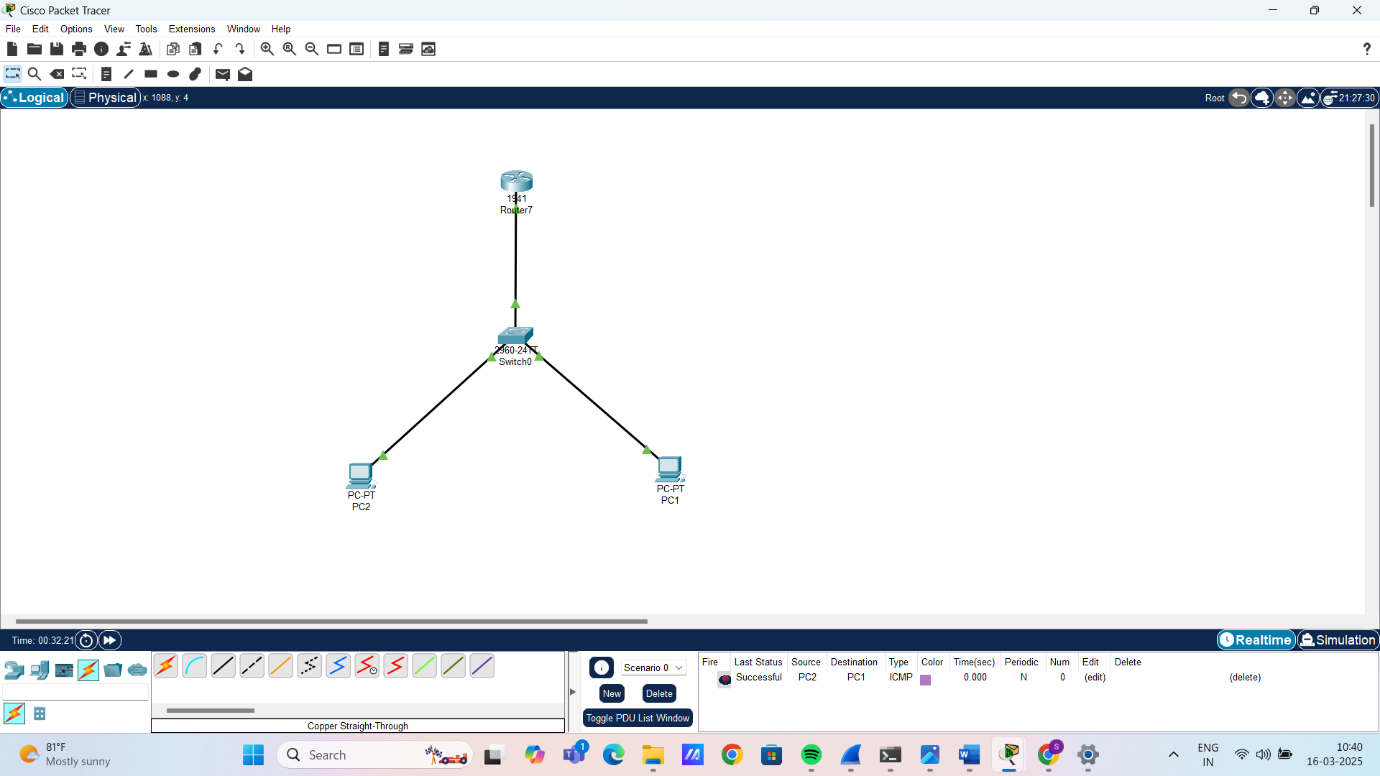 Cisco Packet Tracer
File Edit Options View Tools Extensions Window Help
?
Logical Physical x: 1088, y: 4 Root 21:27:30
1941
Router7
2960-24TT
Switch0
PC-PT
PC2
PC-PT
PC1
Time: 00:32:21 Realtime Simulation
Scenario 0
New Delete
Toggle PDU List Window
Fire Last Status Source Destination Type Color Time(sec) Periodic Num Edit Delete
Successful PC2 PC1 ICMP 0.000 N 0 (edit) (delete)
Copper Straight-Through
81°F
Mostly sunny
Search
1
S
ENG
IN
10:40
16-03-2025